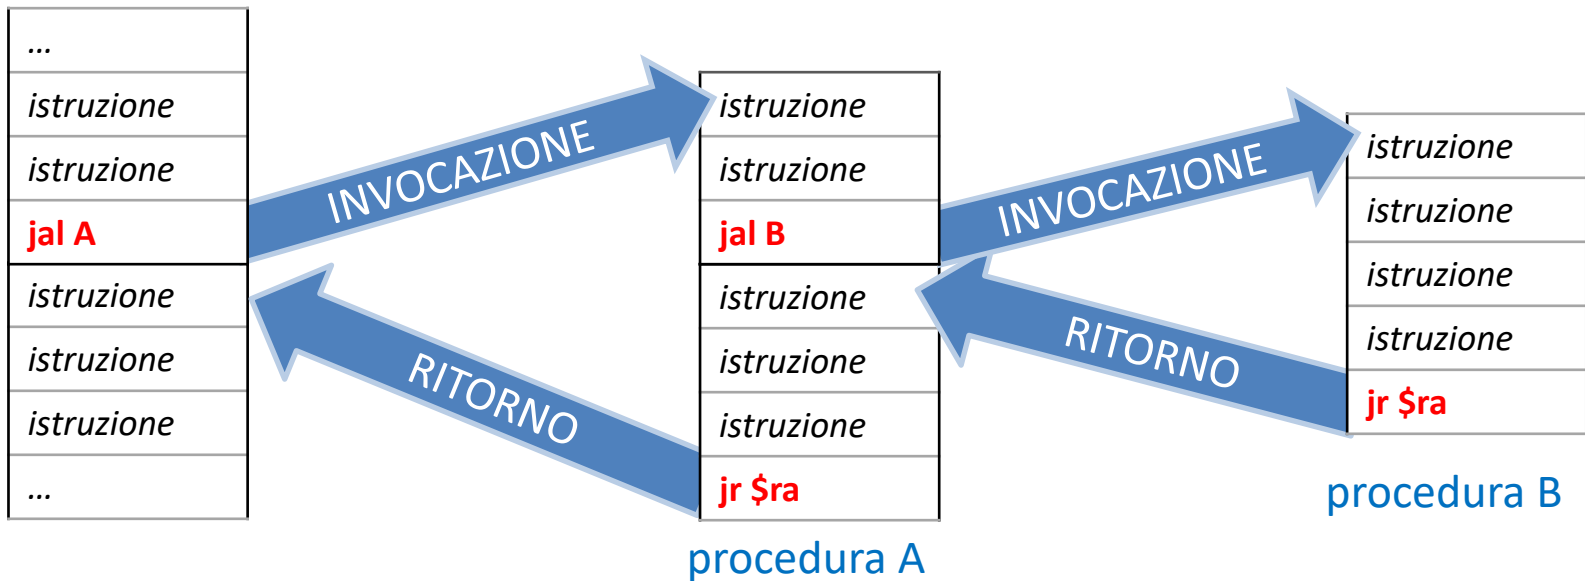 ...
istruzione
istruzione
jal A
istruzione
istruzione
istruzione
...
INVOCAZIONE
RITORNO
istruzione
istruzione
jal B
istruzione
istruzione
istruzione
jr $ra
procedura A
INVOCAZIONE
RITORNO
istruzione
istruzione
istruzione
istruzione
jr $ra
procedura B